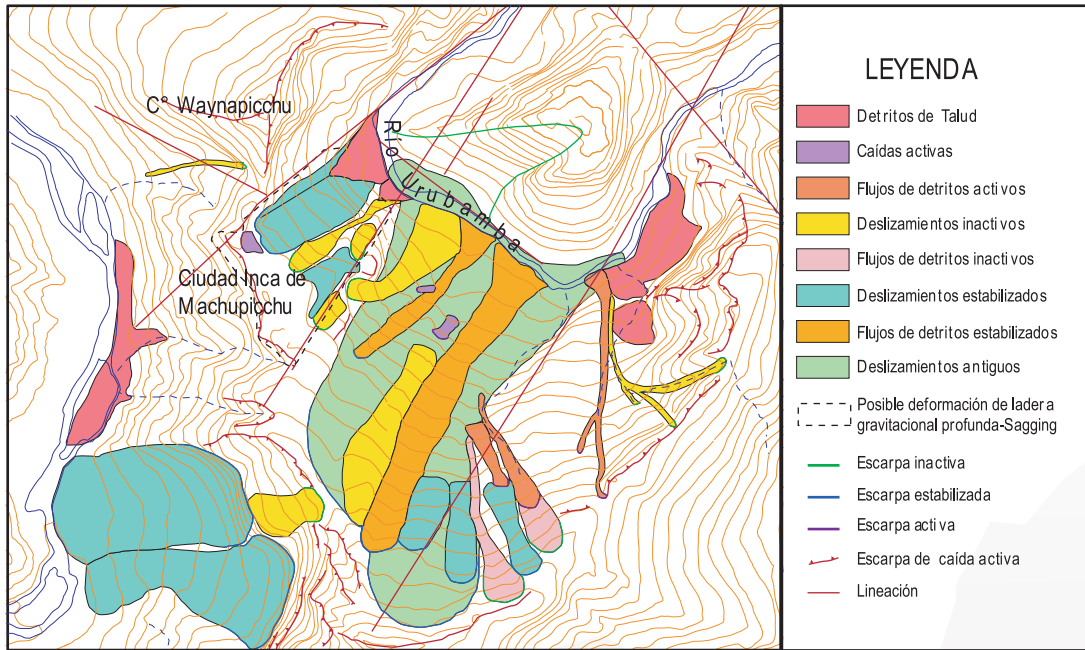 C° Waynapicchu
Río Urubamba
Ciudad Inca de
Machupicchu
LEYENDA
Detritos de Talud
Caídas activas
Flujos de detritos activos
Deslizamientos inactivos
Flujos de detritos inactivos
Deslizamientos estabilizados
Flujos de detritos estabilizados
Deslizamientos antiguos
Posible deformación de ladera
gravitacional profunda-Sagging
Escarpa inactiva
Escarpa estabilizada
Escarpa activa
Escarpa de caída activa
Lineación